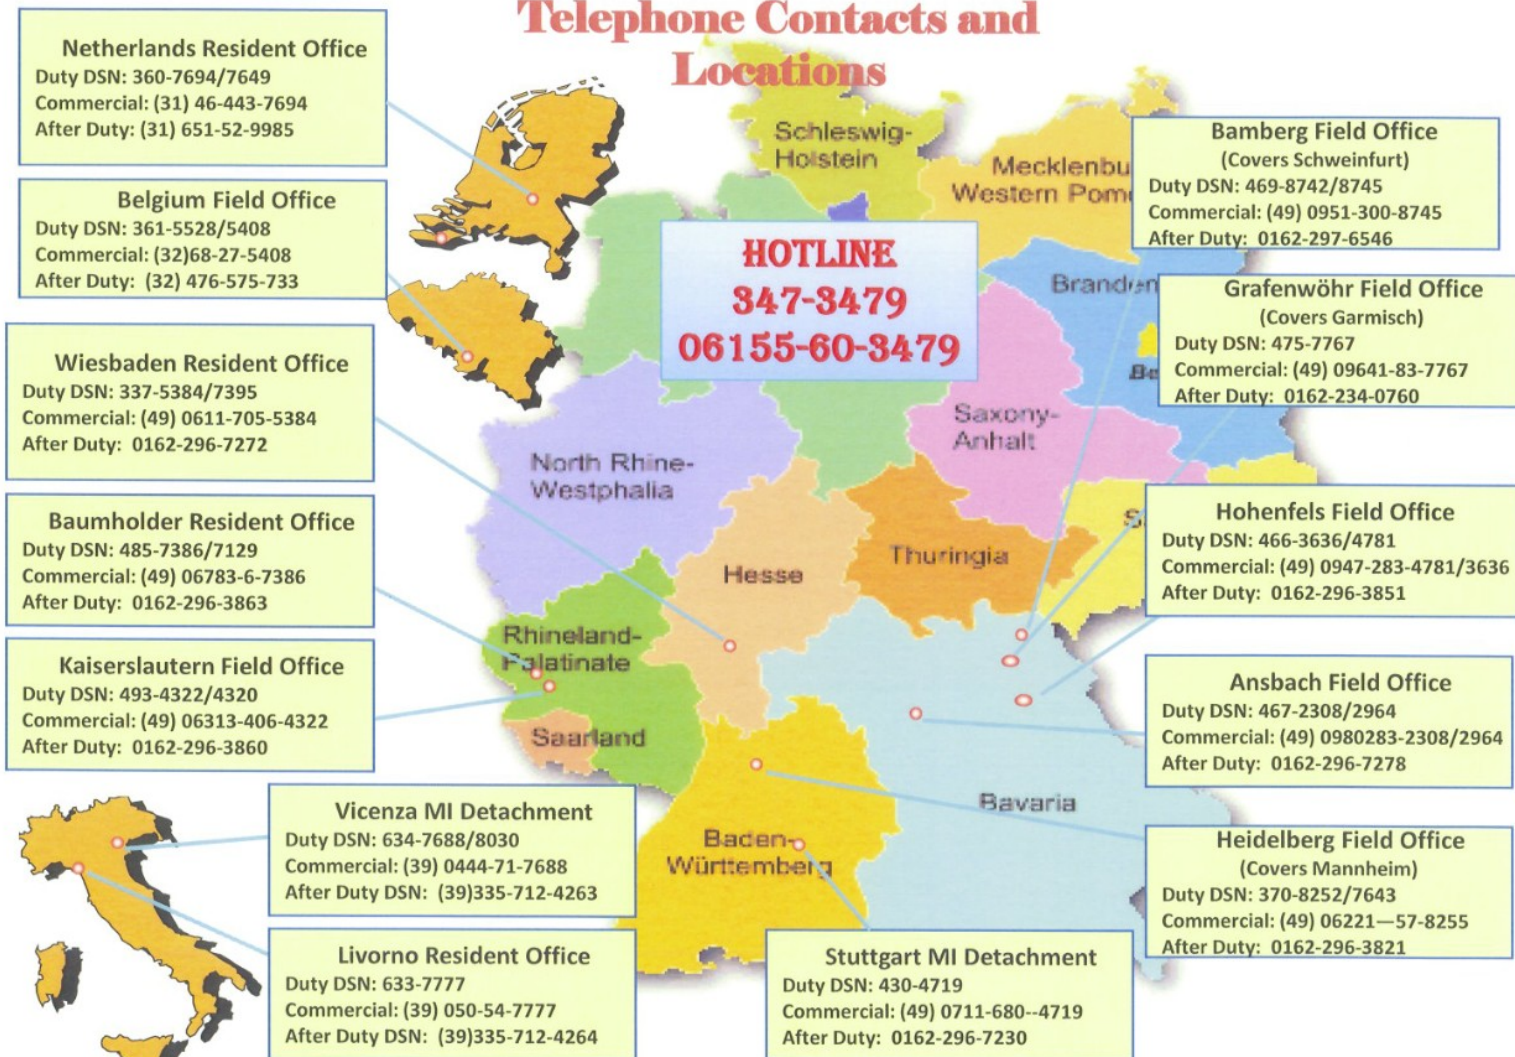 Telephone Contacts and
Locations
Netherlands Resident Office
Duty DSN: 360-7694/7649
Commercial: (31) 46-443-7694
After Duty: (31) 651-52-9985
Belgium Field Office
Duty DSN: 361-5528/5408
Commercial: (32)68-27-5408
After Duty:  (32) 476-575-733
Wiesbaden Resident Office
Duty DSN: 337-5384/7395
Commercial: (49) 0611-705-5384
After Duty:  0162-296-7272
Baumholder Resident Office
Duty DSN: 485-7386/7129
Commercial: (49) 06783-6-7386
After Duty:  0162-296-3863
Kaiserslautern Field Office
Duty DSN: 493-4322/4320
Commercial: (49) 06313-406-4322
After Duty:  0162-296-3860
Vicenza MI Detachment
Duty DSN: 634-7688/8030
Commercial: (39) 0444-71-7688
After Duty DSN:  (39)335-712-4263
Livorno Resident Office
Duty DSN: 633-7777
Commercial: (39) 050-54-7777
After Duty DSN:  (39)335-712-4264
HOTLINE
347-3479
06155-60-3479
Schleswig-
Holstein
Mecklenbu
Western Pome
Branden
Be
Saxony-
Anhalt
North Rhine-
Westphalia
Hesse
Thuringia
S
Rhineland-
Palatinate
Saarland
Bavaria
Baden-
Württemberg
Bamberg Field Office
(Covers Schweinfurt)
Duty DSN: 469-8742/8745
Commercial: (49) 0951-300-8745
After Duty:  0162-297-6546
Grafenwöhr Field Office
(Covers Garmisch)
Duty DSN: 475-7767
Commercial: (49) 09641-83-7767
After Duty:  0162-234-0760
Hohenfels Field Office
Duty DSN: 466-3636/4781
Commercial: (49) 0947-283-4781/3636
After Duty:  0162-296-3851
Ansbach Field Office
Duty DSN: 467-2308/2964
Commercial: (49) 0980283-2308/2964
After Duty:  0162-296-7278
Heidelberg Field Office
(Covers Mannheim)
Duty DSN: 370-8252/7643
Commercial: (49) 06221—57-8255
After Duty:  0162-296-3821
Stuttgart MI Detachment
Duty DSN: 430-4719
Commercial: (49) 0711-680--4719
After Duty:  0162-296-7230